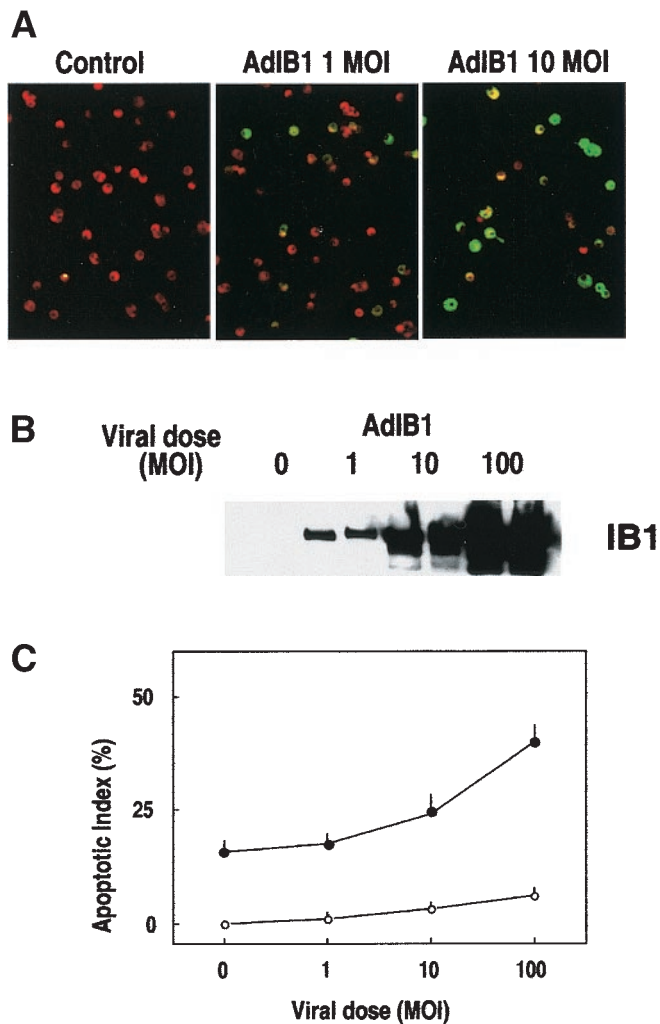 A
Control AdIB1 1 MOI AdIB1 10 MOI
B
Viral dose (MOI)
AdIB1
0 1 10 100
IB1
C
Apoptotic Index (%)
50
25
0
0 1 10 100
Viral dose (MOI)